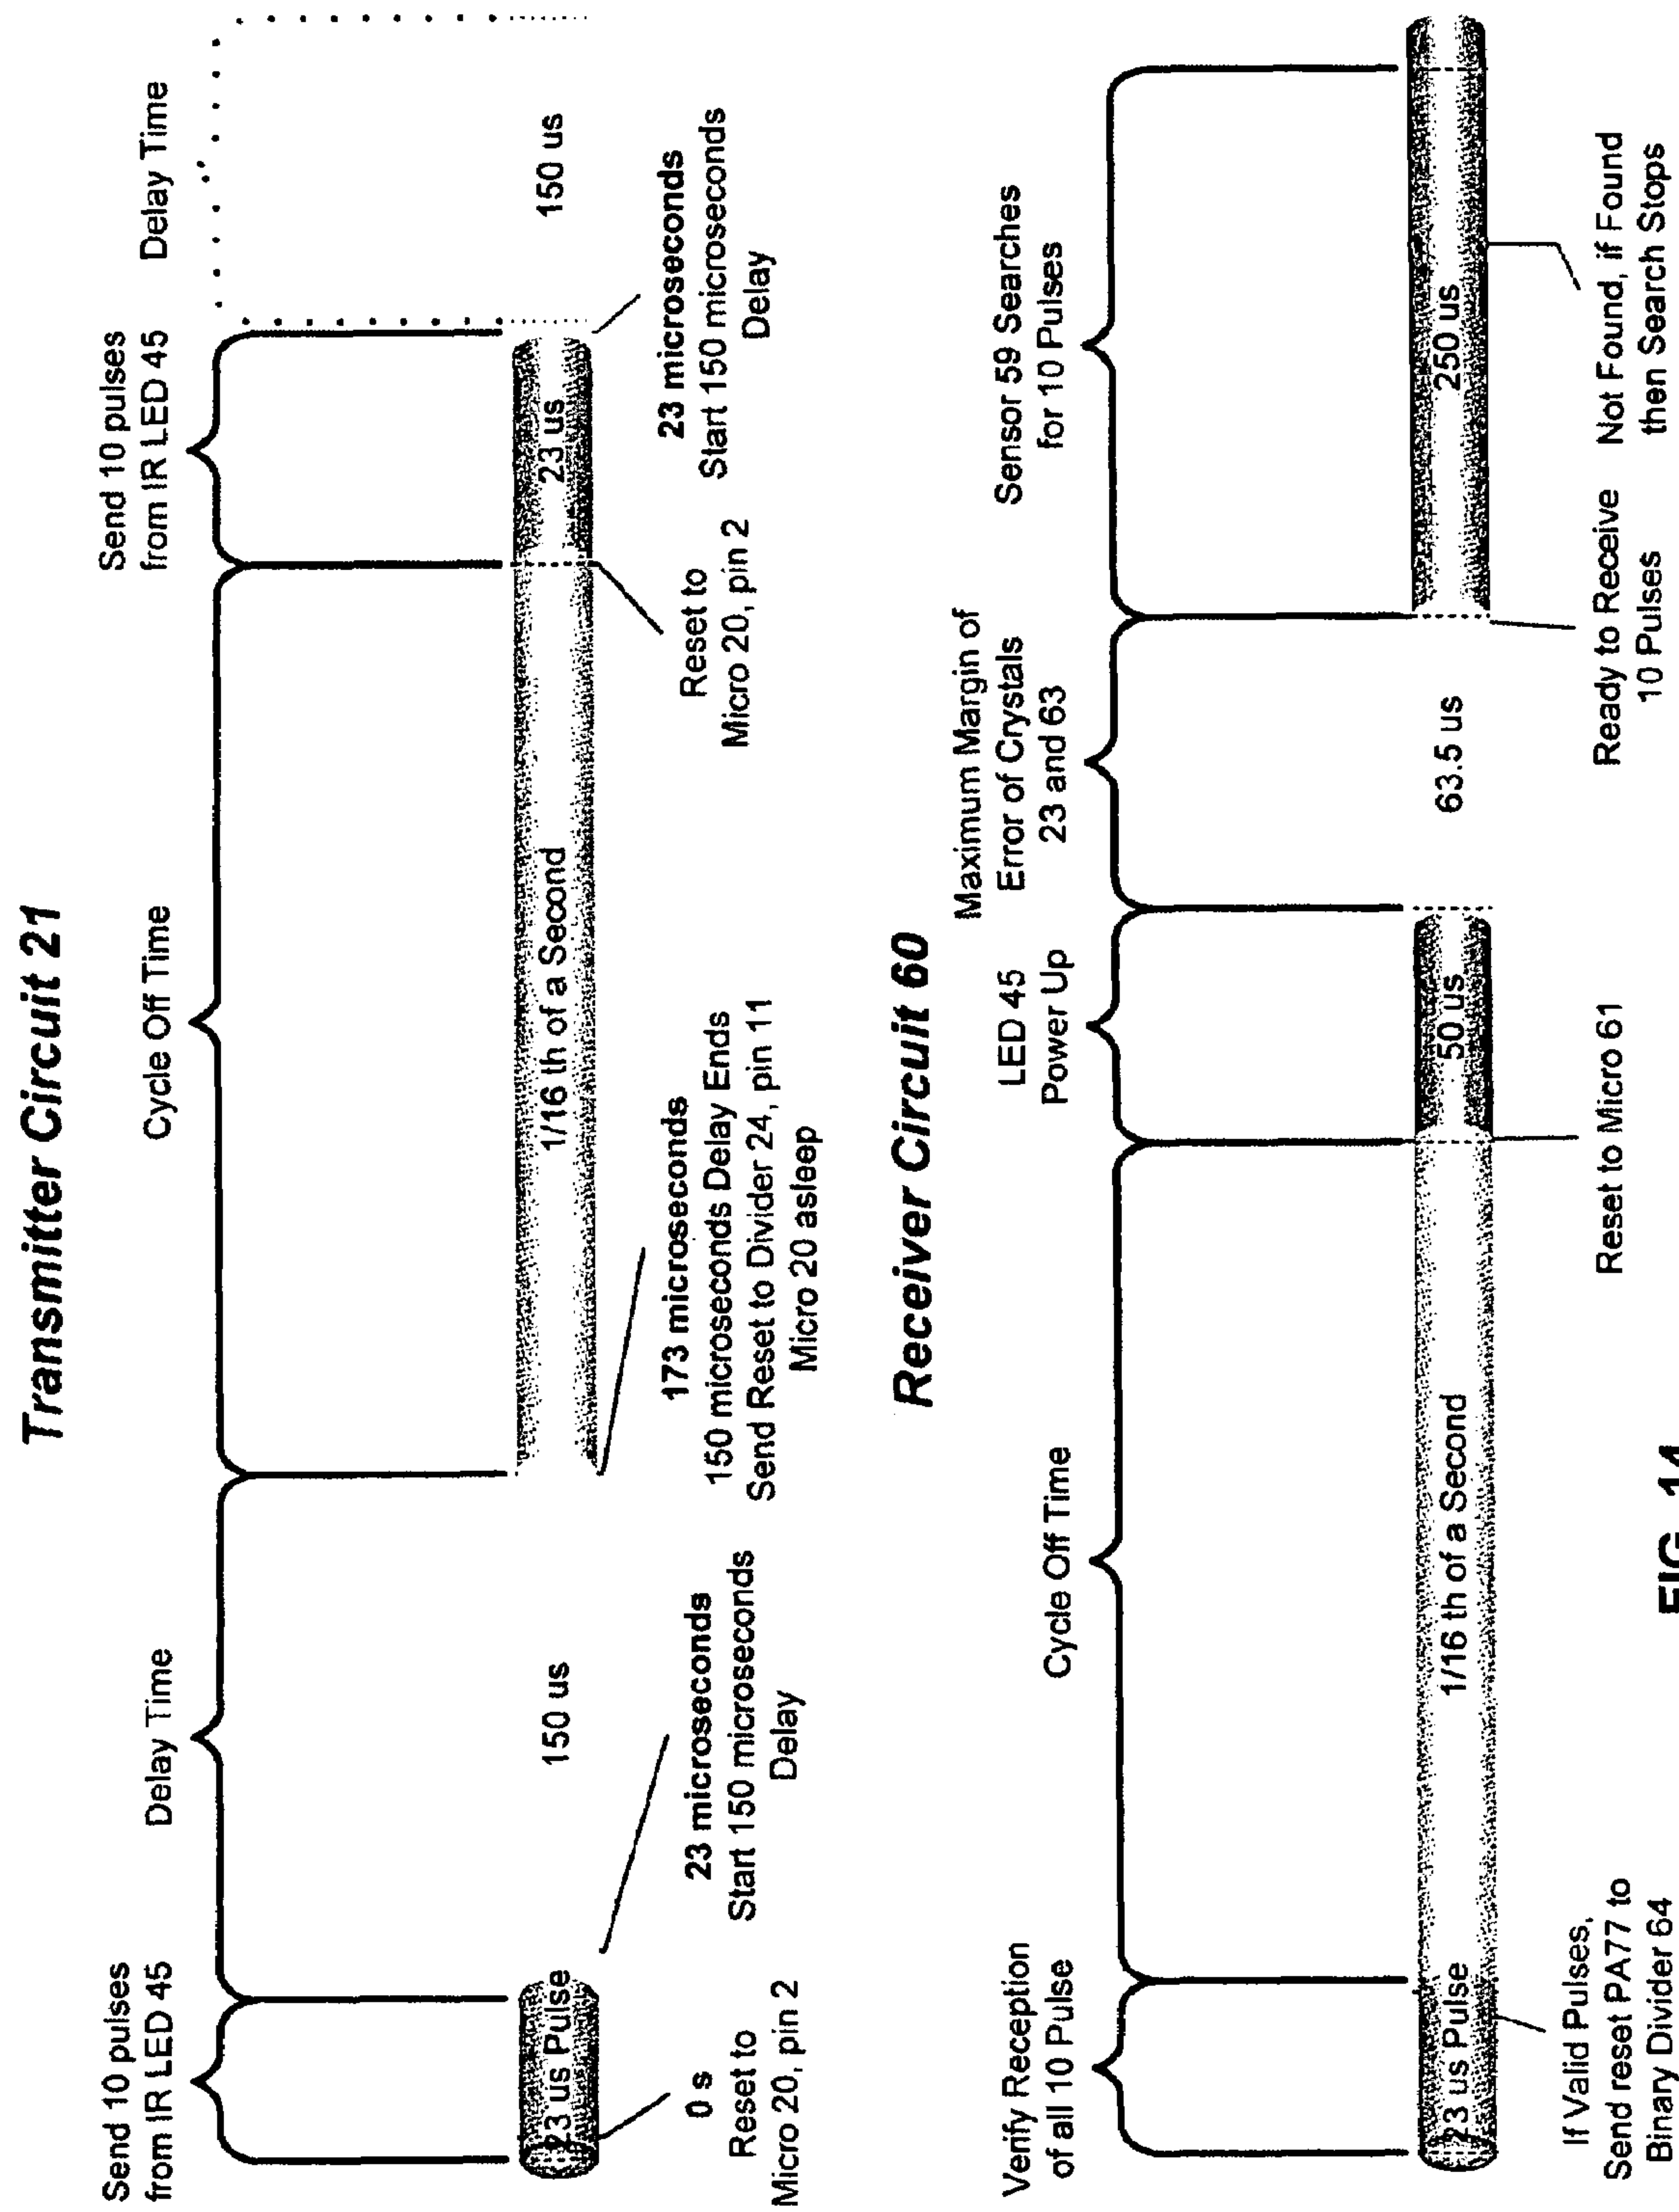 Transmitter Circuit 21
Send 10 pulses
from IR LED 45
Delay Time
Cycle Off Time
Send 10 pulses
from IR LED 45
Delay Time
23 us Pulse
150 us
1/16 th of a Second
23 us
150 us
0 s
Reset to
Micro 20, pin 2
23 microseconds
Start 150 microseconds
Delay
173 microseconds
150 microseconds Delay Ends
Send Reset to Divider 24, pin 11
Micro 20 asleep
Reset to
Micro 20, pin 2
23 microseconds
Start 150 microseconds
Delay
Receiver Circuit 60
Verify Reception
of all 10 Pulse
Cycle Off Time
LED 45
Power Up
Maximum Margin of
Error of Crystals
23 and 63
Sensor 59 Searches
for 10 Pulses
23 us Pulse
1/16 th of a Second
50 us
63.5 us
250 us
If Valid Pulses,
Send reset PA77 to
Binary Divider 64
Reset to Micro 61
Ready to Receive
10 Pulses
Not Found, if Found
then Search Stops
FIG. 14